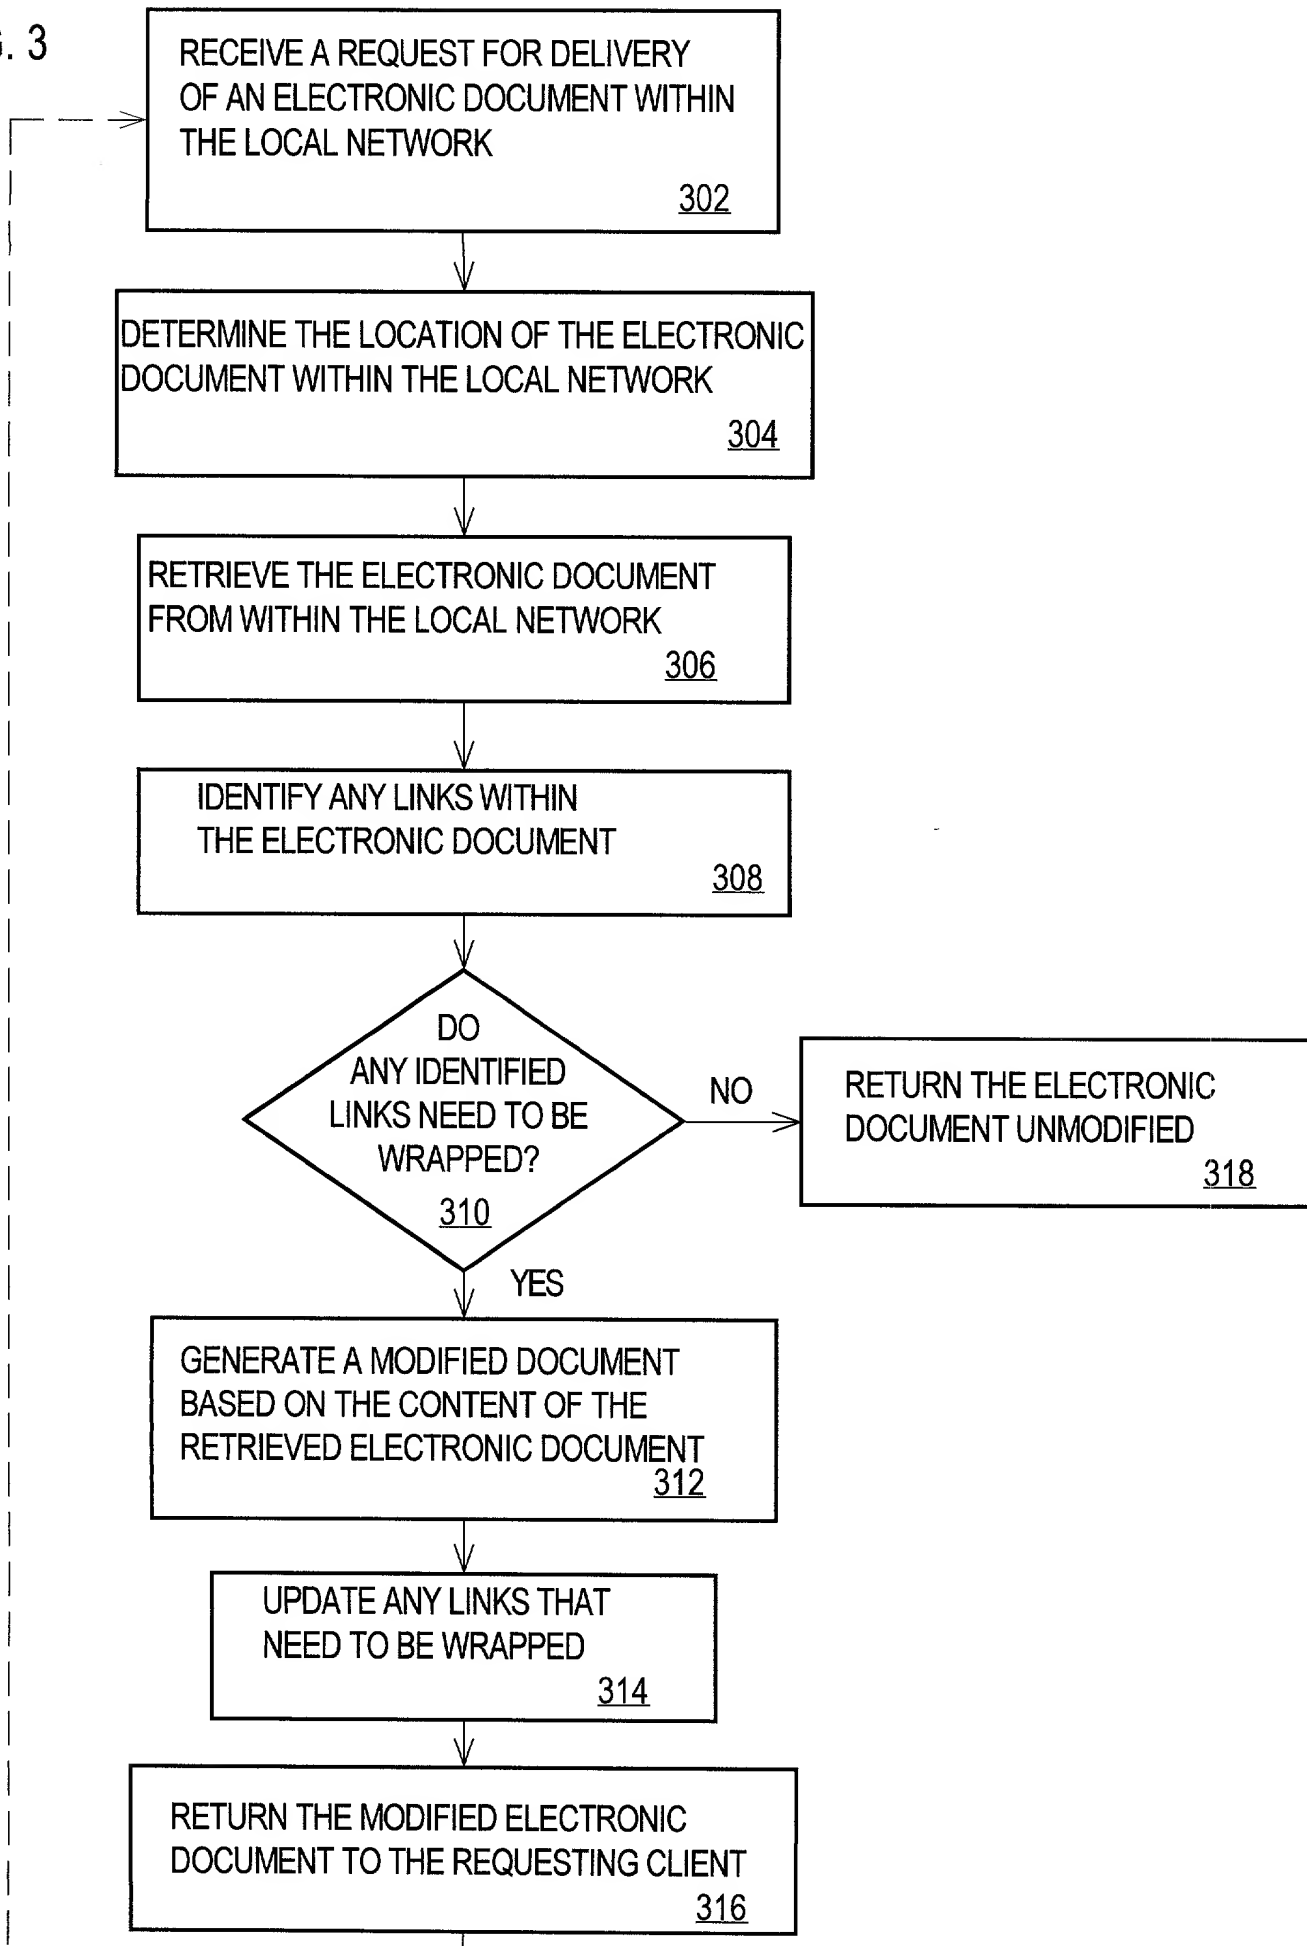 . 3
RECEIVE A REQUEST FOR DELIVERY
OF AN ELECTRONIC DOCUMENT WITHIN
THE LOCAL NETWORK
302
DETERMINE THE LOCATION OF THE ELECTRONIC
DOCUMENT WITHIN THE LOCAL NETWORK
304
RETRIEVE THE ELECTRONIC DOCUMENT
FROM WITHIN THE LOCAL NETWORK
306
IDENTIFY ANY LINKS WITHIN
THE ELECTRONIC DOCUMENT
308
DO
ANY IDENTIFIED
LINKS NEED TO BE
WRAPPED?
310
NO
RETURN THE ELECTRONIC
DOCUMENT UNMODIFIED
318
YES
GENERATE A MODIFIED DOCUMENT
BASED ON THE CONTENT OF THE
RETRIEVED ELECTRONIC DOCUMENT
312
UPDATE ANY LINKS THAT
NEED TO BE WRAPPED
314
RETURN THE MODIFIED ELECTRONIC
DOCUMENT TO THE REQUESTING CLIENT
316